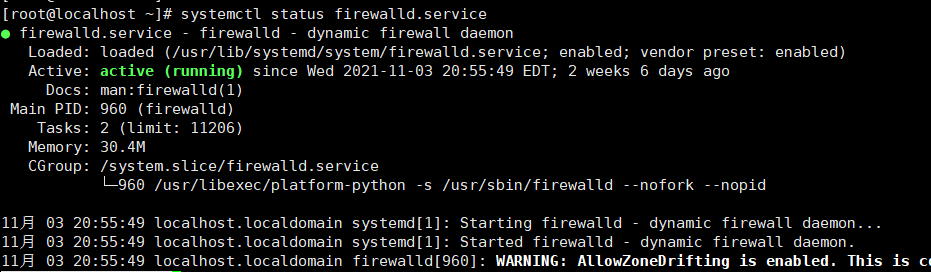 [root@localhost ~]# systemctl status firewalld.service
● firewalld.service - firewalld - dynamic firewall daemon
Loaded: loaded (/usr/lib/systemd/system/firewalld.service; enabled; vendor preset: enabled)
Active: active (running) since Wed 2021-11-03 20:55:49 EDT; 2 weeks 6 days ago
Docs: man:firewalld(1)
Main PID: 960 (firewalld)
Tasks: 2 (limit: 11206)
Memory: 30.4M
CGroup: /system.slice/firewalld.service
└─960 /usr/libexec/platform-python -s /usr/sbin/firewalld --nofork --nopid
11月 03 20:55:49 localhost.localdomain systemd[1]: Starting firewalld - dynamic firewall daemon...
11月 03 20:55:49 localhost.localdomain systemd[1]: Started firewalld - dynamic firewall daemon.
11月 03 20:55:49 localhost.localdomain firewalld[960]: WARNING: AllowZoneDrifting is enabled. This is